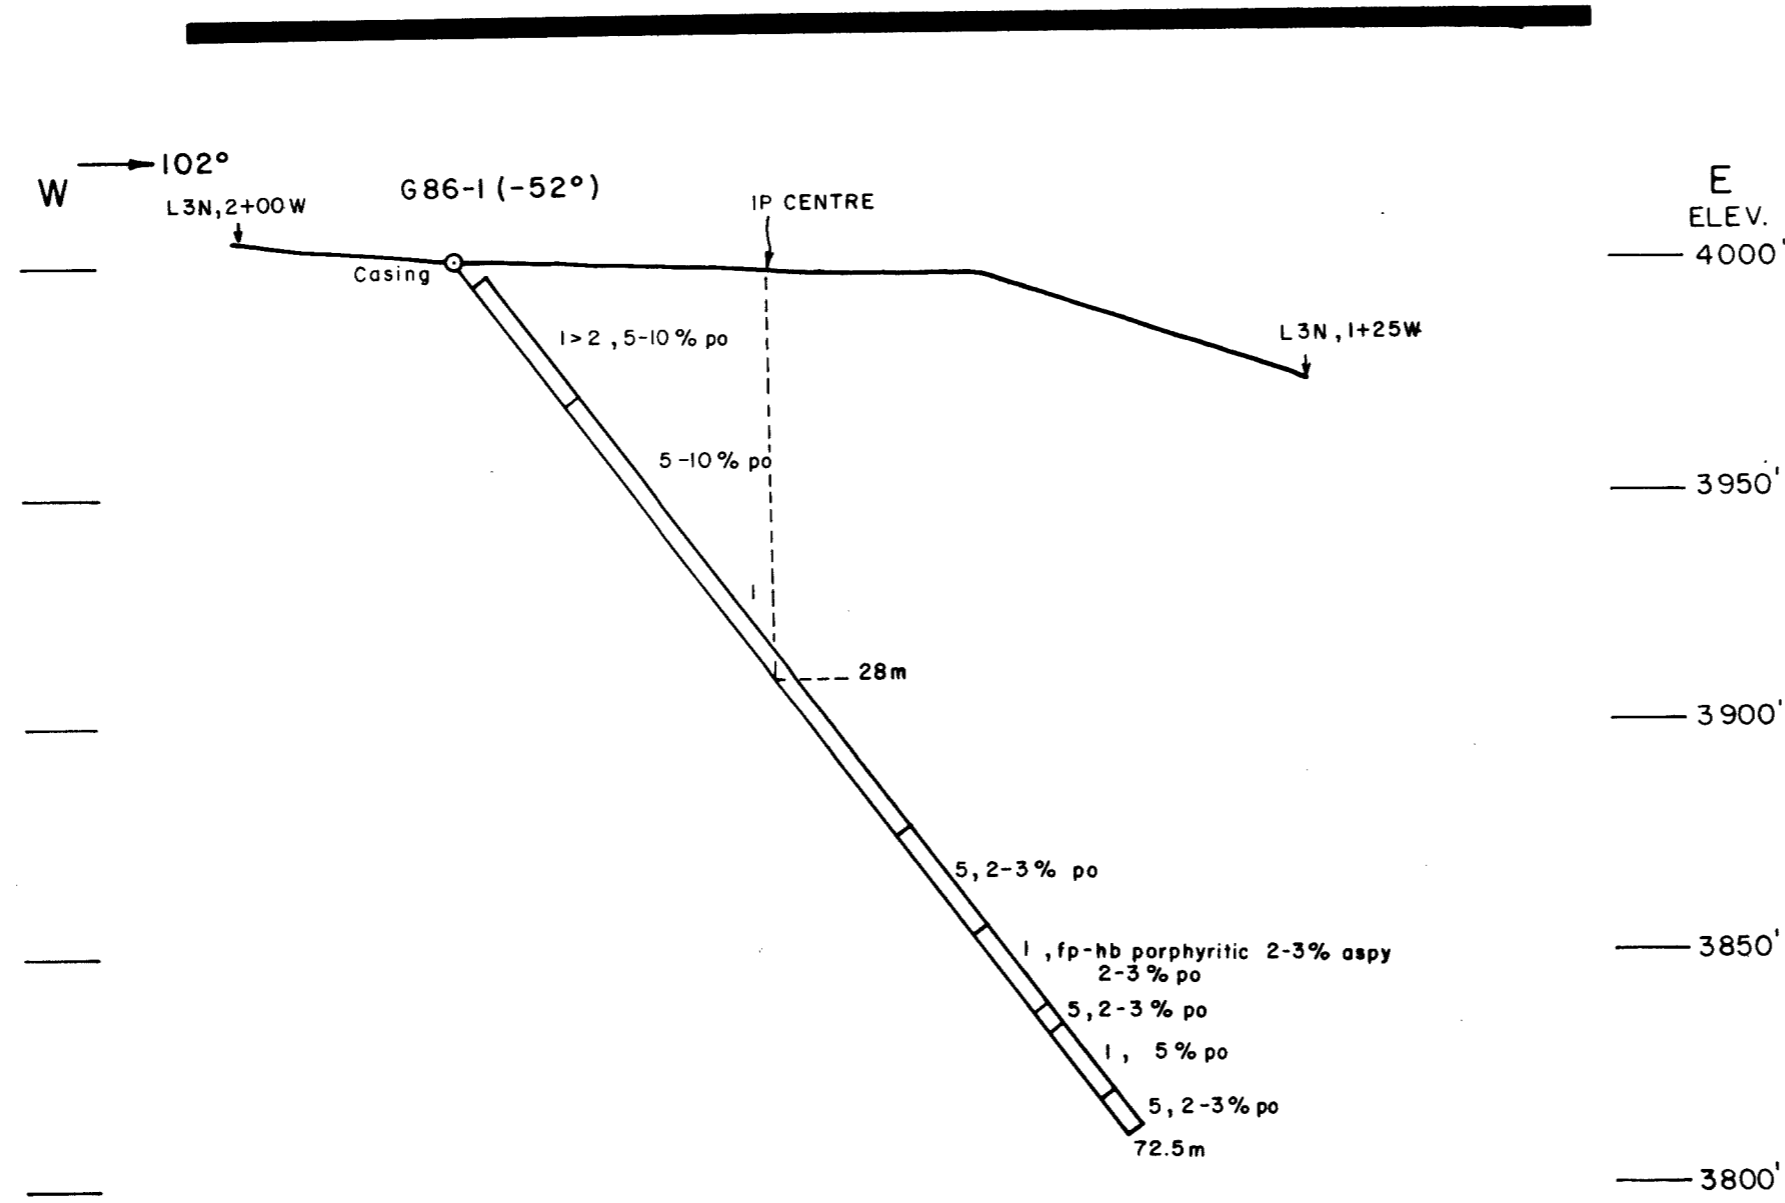 102°
W
G86-1 (-52°)
E
ELEV.
L3N, 2+00W
IP CENTRE
4000'
Casing
L3N, 1+25W
1>2, 5-10% po
5-10% po
3950'
1
28m
3900'
5, 2-3% po
1, fp-hb porphyritic 2-3% aspy
2-3% po
3850'
5, 2-3% po
1, 5% po
5, 2-3% po
72.5m
3800'